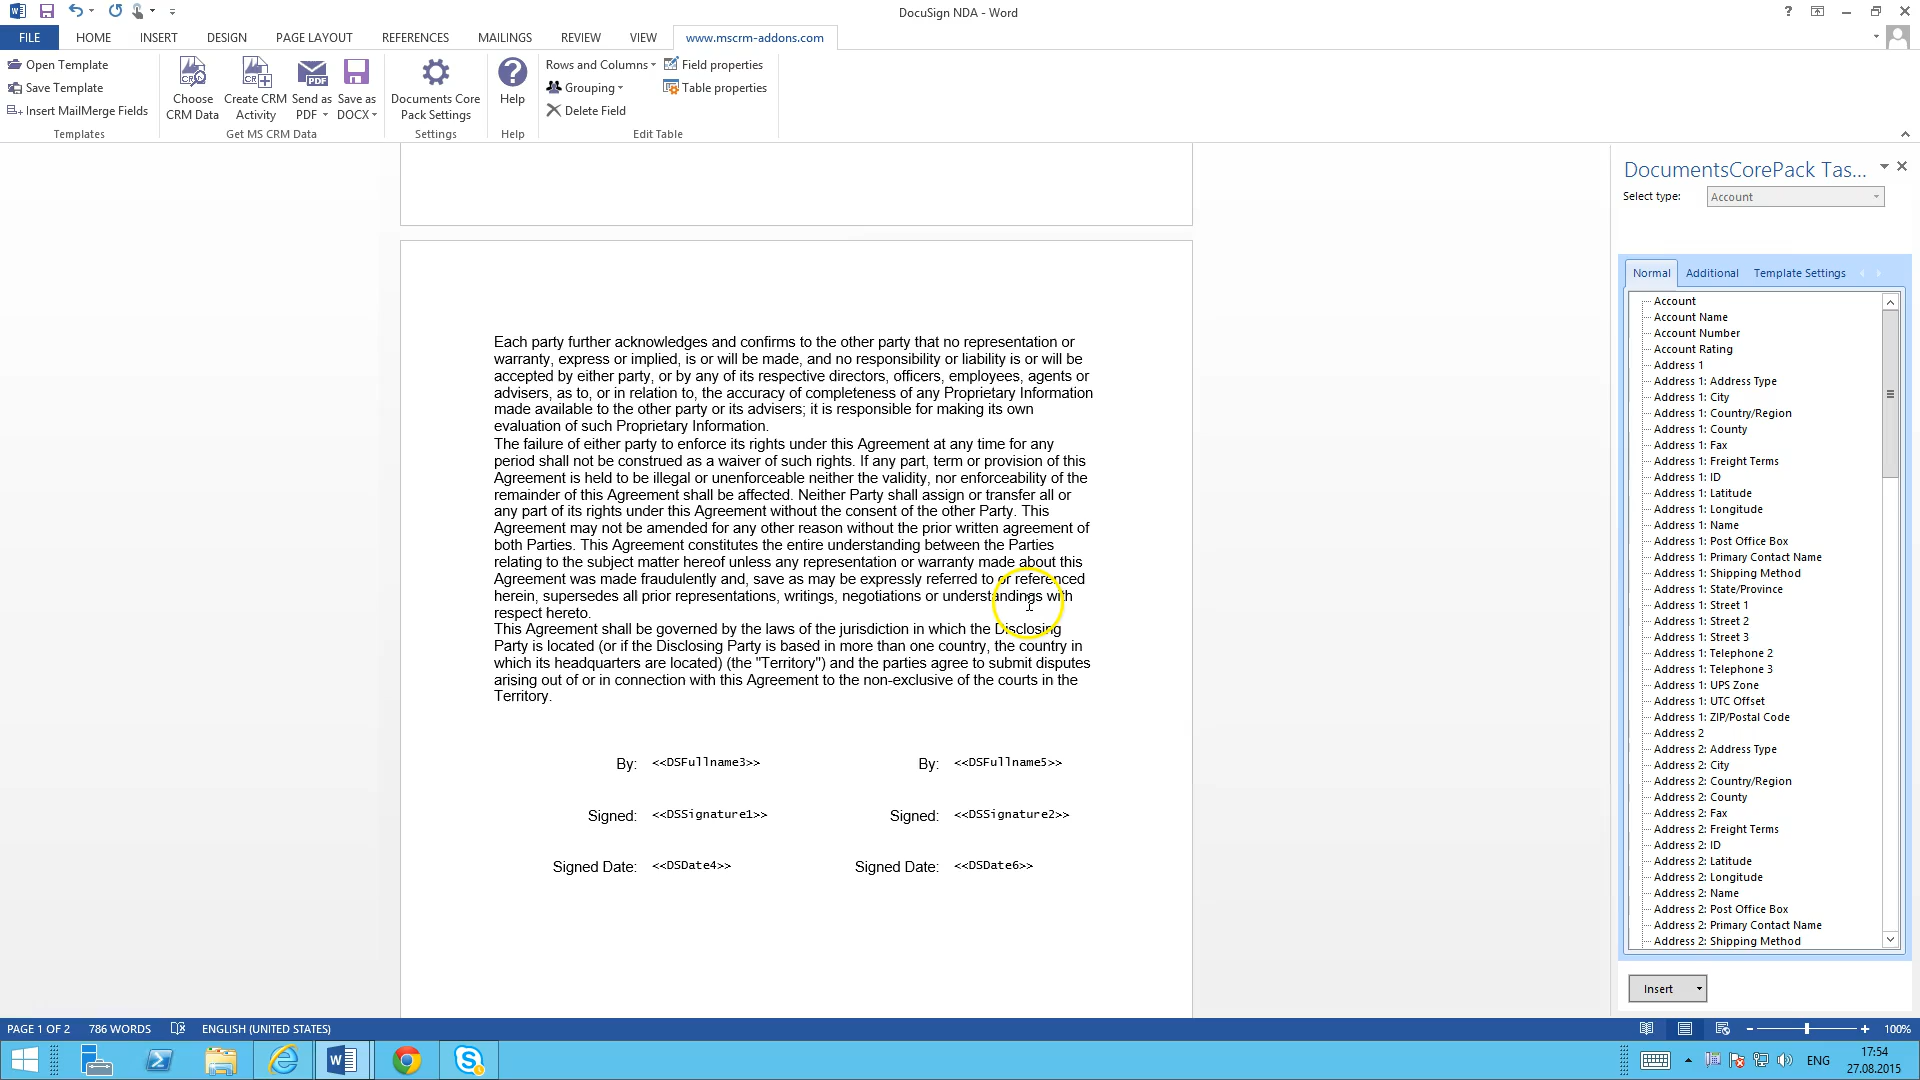 DocuSign NDA - Word
FILE HOME INSERT DESIGN PAGE LAYOUT REFERENCES MAILINGS REVIEW VIEW www.mscrm-addons.com
Open Template
Save Template
Insert MailMerge Fields
Templates
Choose CRM Data
Create CRM Activity
Send as PDF
Save as DOCX
Get MS CRM Data
Documents Core Pack Settings
Settings
Help
Help
Rows and Columns
Grouping
Delete Field
Field properties
Table properties
Edit Table
Each party further acknowledges and confirms to the other party that no representation or
warranty, express or implied, is or will be made, and no responsibility or liability is or will be
accepted by either party, or by any of its respective directors, officers, employees, agents or
advisers, as to, or in relation to, the accuracy of completeness of any Proprietary Information
made available to the other party or its advisers; it is responsible for making its own
evaluation of such Proprietary Information.
The failure of either party to enforce its rights under this Agreement at any time for any
period shall not be construed as a waiver of such rights. If any part, term or provision of this
Agreement is held to be illegal or unenforceable neither the validity, nor enforceability of the
remainder of this Agreement shall be affected. Neither Party shall assign or transfer all or
any part of its rights under this Agreement without the consent of the other Party. This
Agreement may not be amended for any other reason without the prior written agreement of
both Parties. This Agreement constitutes the entire understanding between the Parties
relating to the subject matter hereof unless any representation or warranty made about this
Agreement was made fraudulently and, save as may be expressly referred to or referenced
herein, supersedes all prior representations, writings, negotiations or understandings with
respect hereto.
This Agreement shall be governed by the laws of the jurisdiction in which the Disclosing
Party is located (or if the Disclosing Party is based in more than one country, the country in
which its headquarters are located) (the "Territory") and the parties agree to submit disputes
arising out of or in connection with this Agreement to the non-exclusive of the courts in the
Territory.
By: <<DSFullname3>> By: <<DSFullname5>>
Signed: <<DSSignature1>> Signed: <<DSSignature2>>
Signed Date: <<DSDate4>> Signed Date: <<DSDate6>>
DocumentsCorePack Tas...
Select type: Account
Normal Additional Template Settings
Account
Account Name
Account Number
Account Rating
Address 1
Address 1: Address Type
Address 1: City
Address 1: Country/Region
Address 1: County
Address 1: Fax
Address 1: Freight Terms
Address 1: ID
Address 1: Latitude
Address 1: Longitude
Address 1: Name
Address 1: Post Office Box
Address 1: Primary Contact Name
Address 1: Shipping Method
Address 1: State/Province
Address 1: Street 1
Address 1: Street 2
Address 1: Street 3
Address 1: Telephone 2
Address 1: Telephone 3
Address 1: UPS Zone
Address 1: UTC Offset
Address 1: ZIP/Postal Code
Address 2
Address 2: Address Type
Address 2: City
Address 2: Country/Region
Address 2: County
Address 2: Fax
Address 2: Freight Terms
Address 2: ID
Address 2: Latitude
Address 2: Longitude
Address 2: Name
Address 2: Post Office Box
Address 2: Primary Contact Name
Address 2: Shipping Method
Insert
PAGE 1 OF 2 786 WORDS ENGLISH (UNITED STATES) 100%
ENG 17:54
27.08.2015